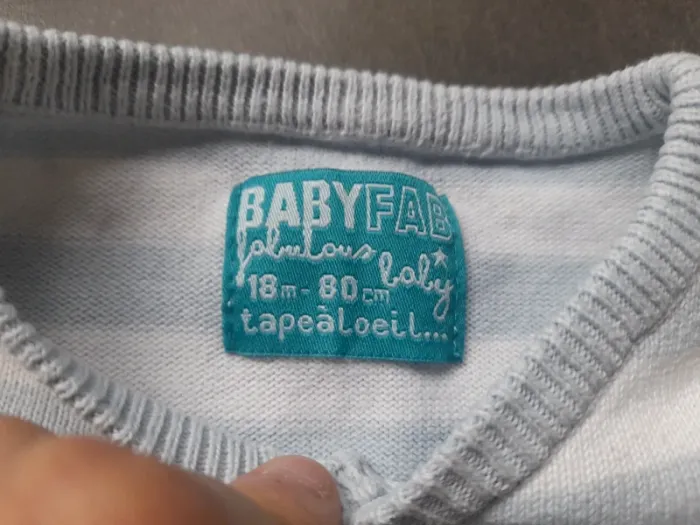 BABYFAB
fabulous baby
18m - 80cm
tapeàloeil...